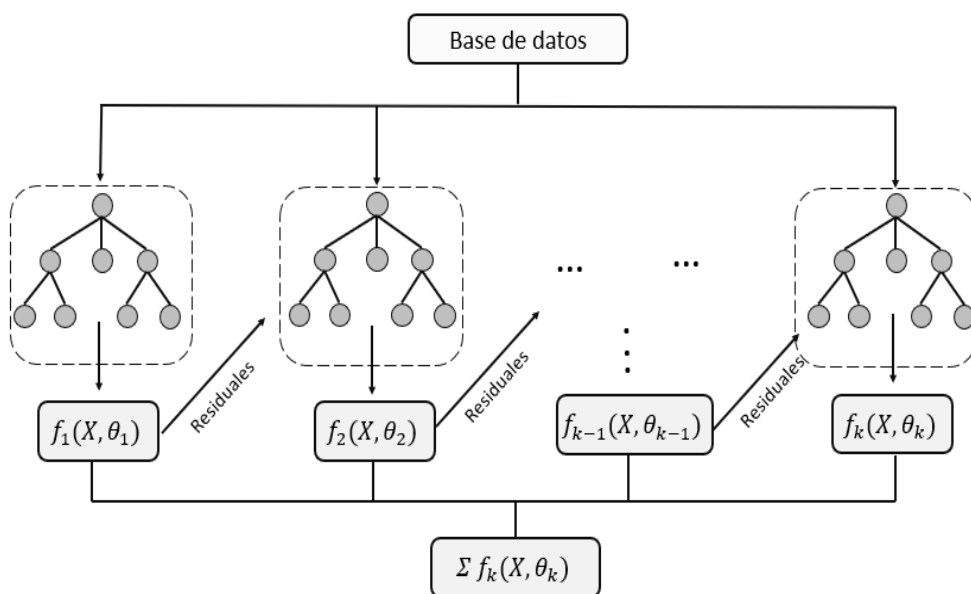 Base de datos
...
...
Residuales
Residuales
Residuales
f₁(X, θ₁)
f₂(X, θ₂)
fₖ₋₁(X, θₖ₋₁)
fₖ(X, θₖ)
Σ fₖ(X, θₖ)